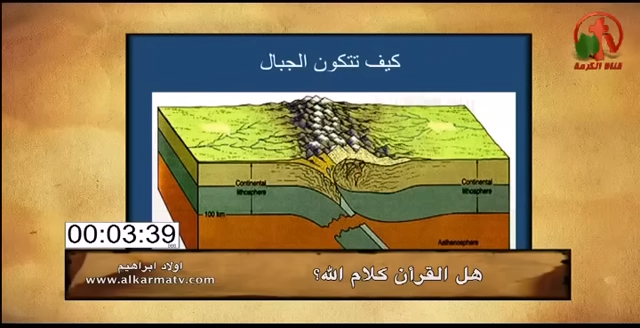 كيف تتكون الجبال
قناة الكرمة
Continental
lithosphere
Continental
lithosphere
100 km
Asthenosphere
00:03:39
اولاد ابراهيم
www.alkarmatv.com
هل القرآن كلام الله؟